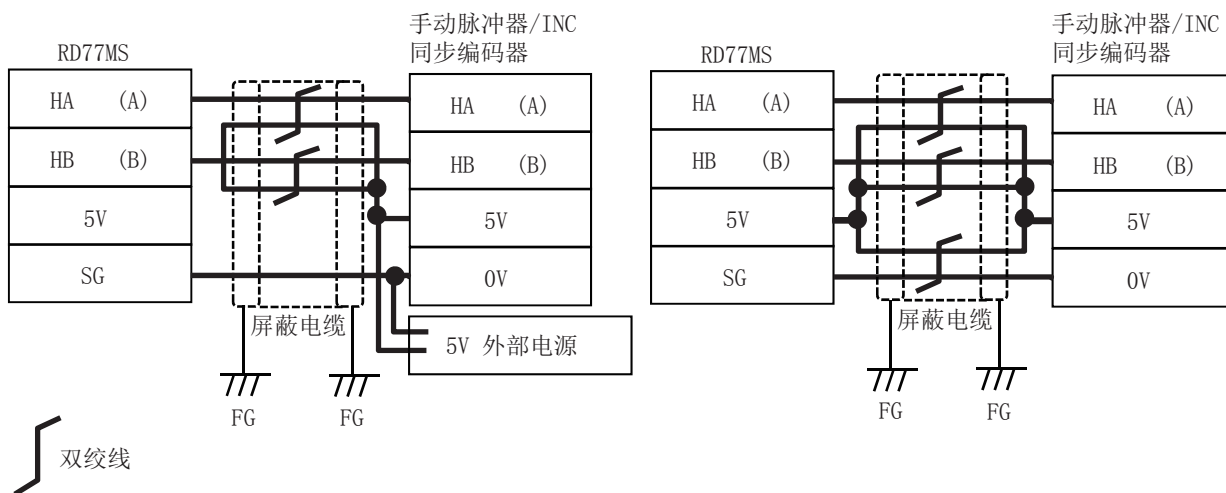 手动脉冲器/INC
同步编码器
RD77MS
HA (A)
HA (A)
HB (B)
HB (B)
5V
5V
SG
0V
屏蔽电缆
5V 外部电源
FG
FG
手动脉冲器/INC
同步编码器
RD77MS
HA (A)
HA (A)
HB (B)
HB (B)
5V
5V
SG
0V
屏蔽电缆
FG
FG
双绞线